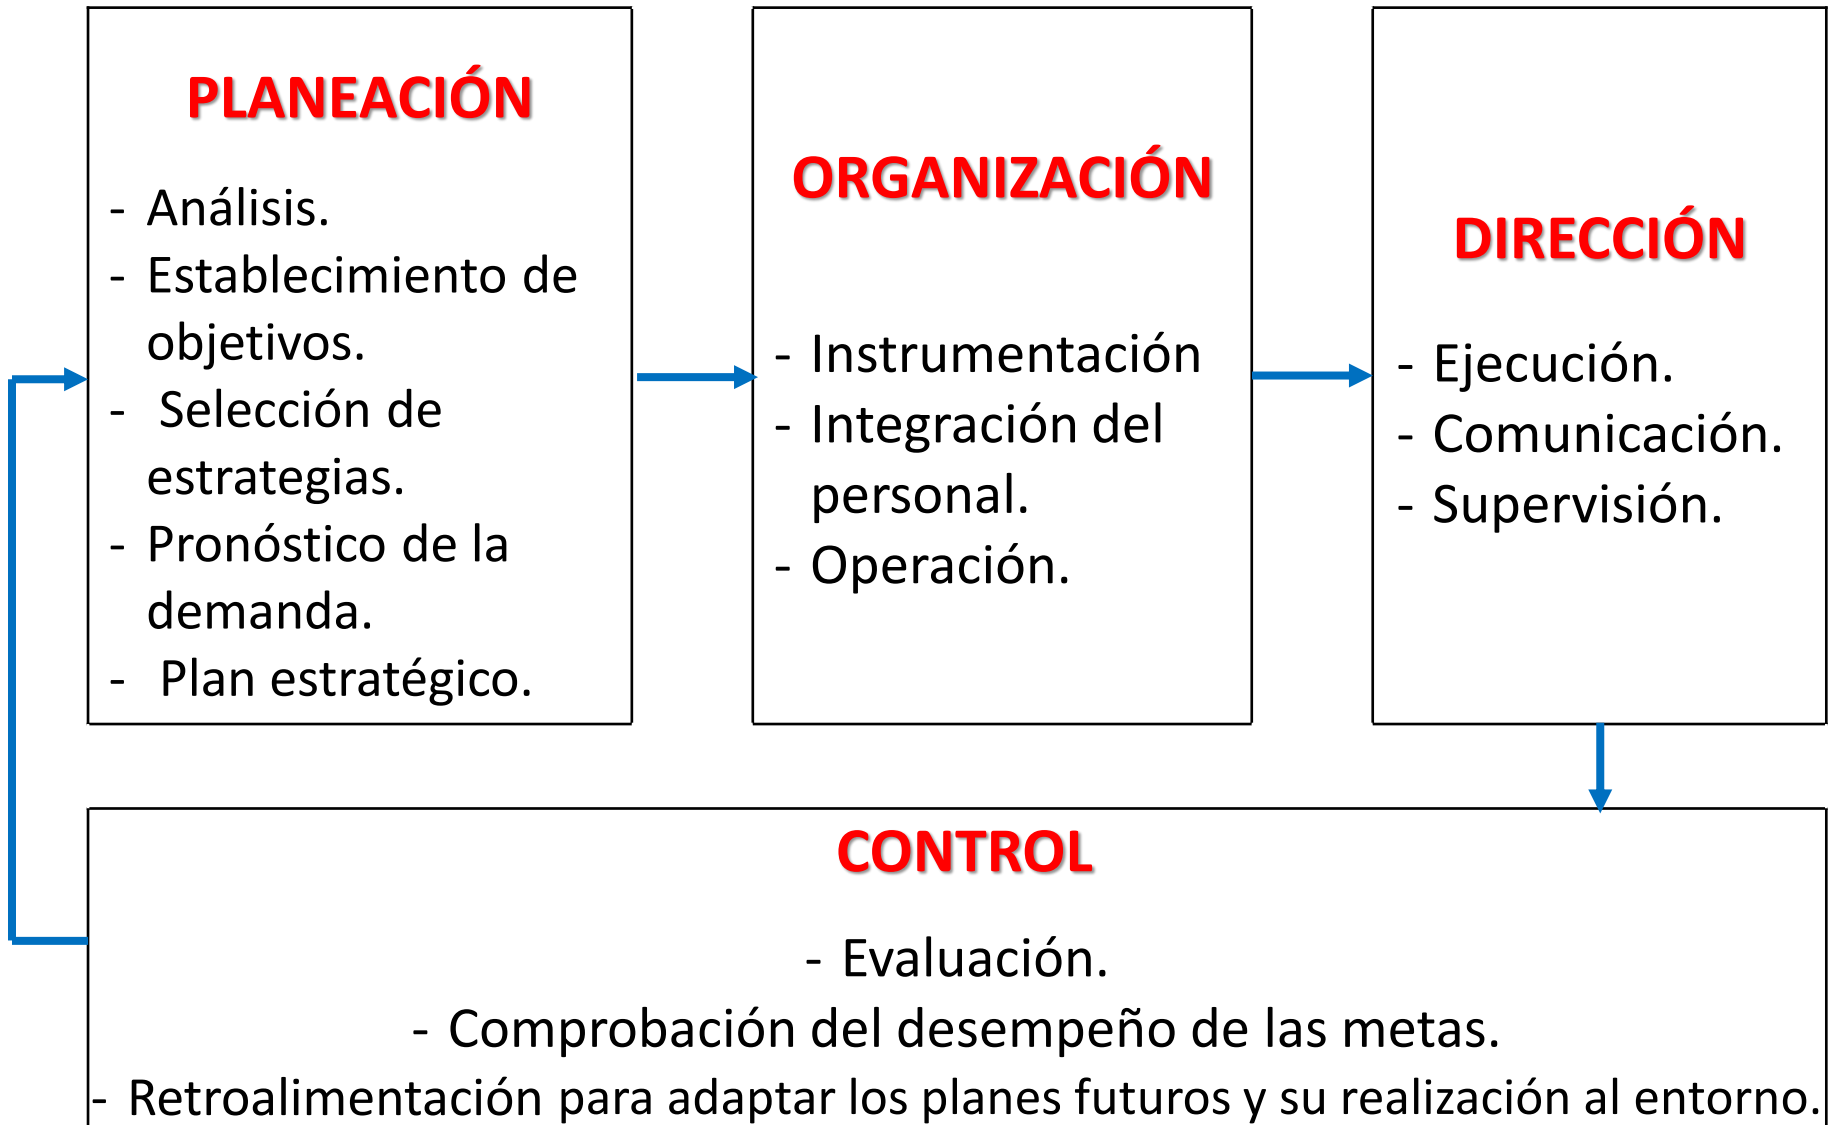 PLANEACIÓN
- Análisis.
- Establecimiento de
objetivos.
- Selección de
estrategias.
- Pronóstico de la
demanda.
- Plan estratégico.
ORGANIZACIÓN
- Instrumentación
- Integración del
personal.
- Operación.
DIRECCIÓN
- Ejecución.
- Comunicación.
- Supervisión.
CONTROL
- Evaluación.
- Comprobación del desempeño de las metas.
- Retroalimentación para adaptar los planes futuros y su realización al entorno.